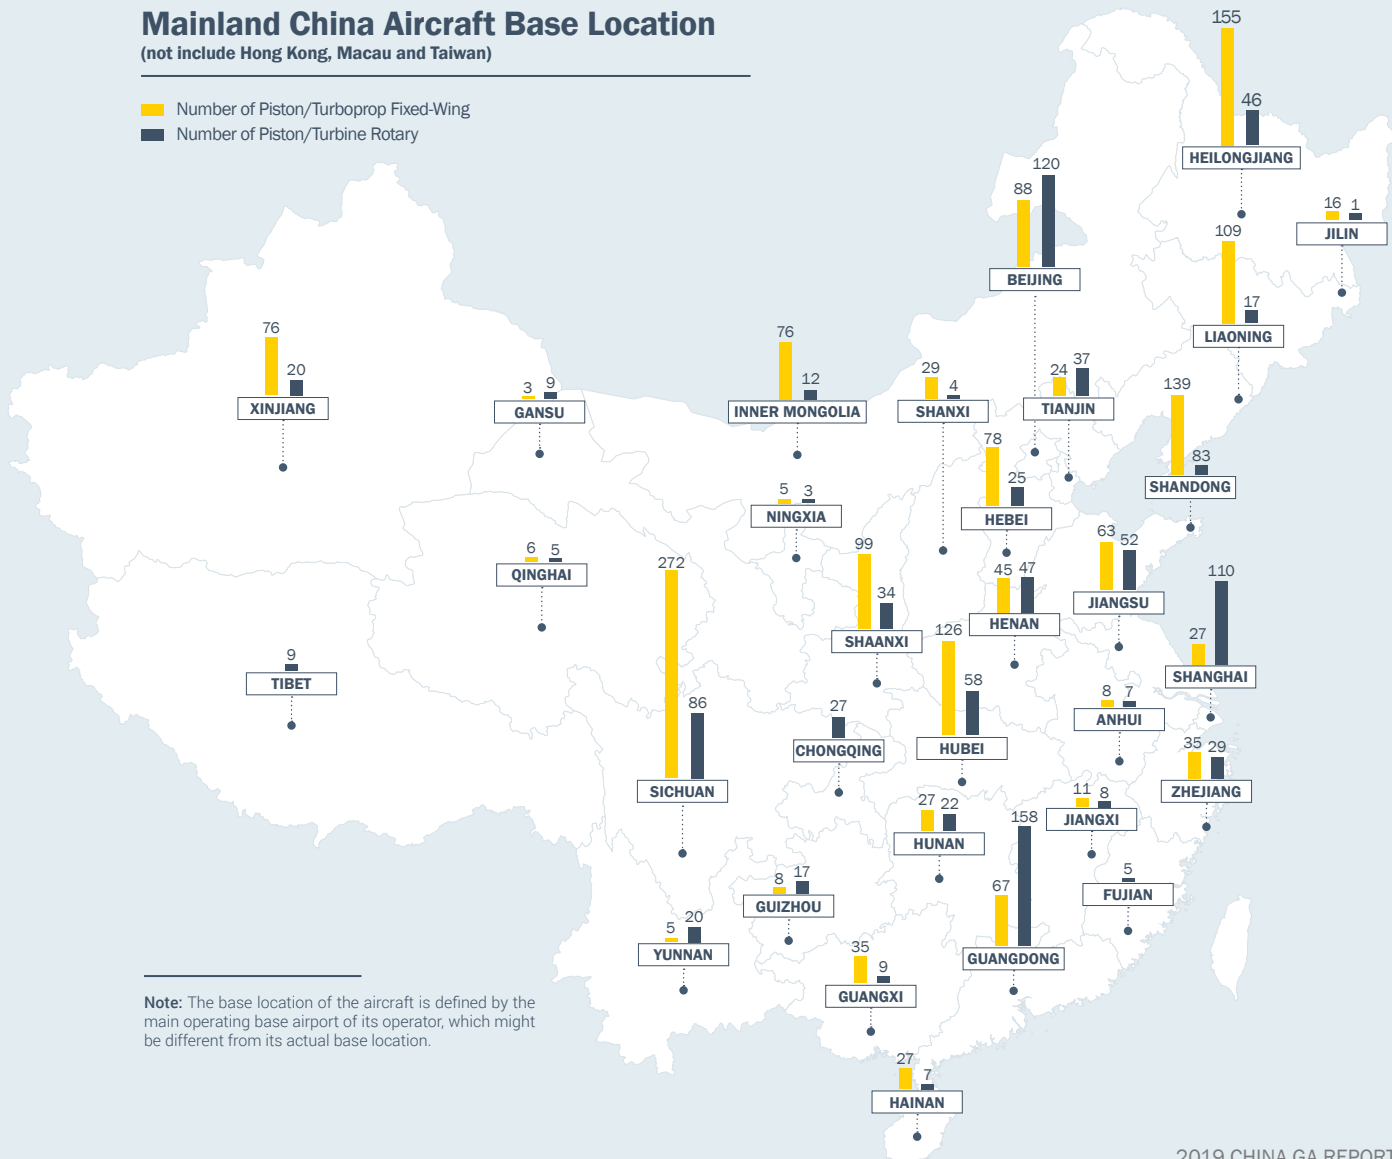 Mainland China Aircraft Base Location
(not include Hong Kong, Macau and Taiwan)
Number of Piston/Turboprop Fixed-Wing
Number of Piston/Turbine Rotary
155
46
HEILONGJIANG
16 1
JILIN
88
120
BEIJING
109
17
LIAONING
76
20
XINJIANG
3 9
GANSU
76
12
INNER MONGOLIA
29
4
SHANXI
24 37
TIANJIN
139
83
SHANDONG
78
25
HEBEI
5 3
NINGXIA
6 5
QINGHAI
272
86
SICHUAN
99
34
SHAANXI
45 47
HENAN
63 52
JIANGSU
27
110
SHANGHAI
9
TIBET
27
CHONGQING
126
58
HUBEI
8 7
ANHUI
35 29
ZHEJIANG
27 22
HUNAN
11 8
JIANGXI
67
158
GUANGDONG
5
FUJIAN
8 17
GUIZHOU
5 20
YUNNAN
35
9
GUANGXI
27
7
HAINAN
Note: The base location of the aircraft is defined by the
main operating base airport of its operator, which might
be different from its actual base location.
2019 CHINA GA REPORT